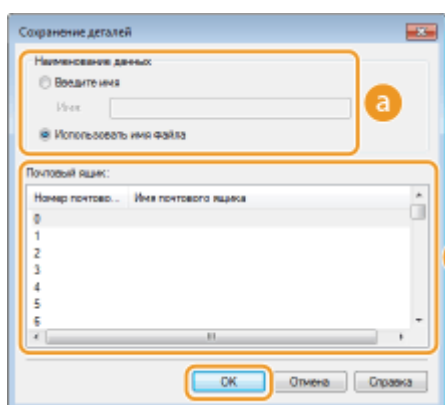 Сохранение деталей
Наименование данных
Введите имя
Имя:
Использовать имя файла
a
Почтовый ящик:
Номер почтово... Имя почтового ящика
0
1
2
3
4
5
6
OK Отмена Справка